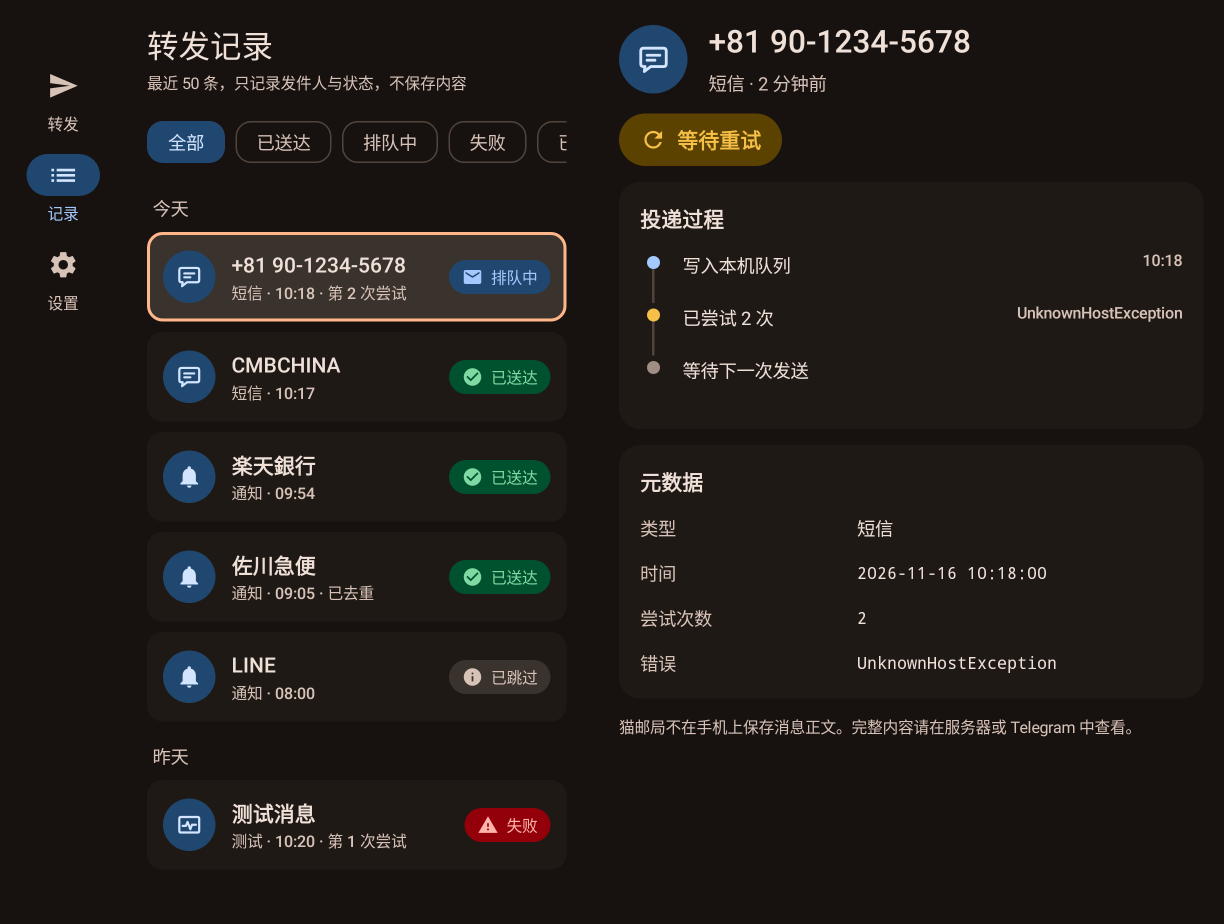 转发
记录
设置
转发记录
最近 50 条，只记录发件人与状态，不保存内容
全部
已送达
排队中
失败
今天
+81 90-1234-5678
短信 · 10:18 · 第 2 次尝试
排队中
CMBCHINA
短信 · 10:17
已送达
楽天銀行
通知 · 09:54
已送达
佐川急便
通知 · 09:05 · 已去重
已送达
LINE
通知 · 08:00
已跳过
昨天
测试消息
测试 · 10:20 · 第 1 次尝试
失败
+81 90-1234-5678
短信 · 2 分钟前
等待重试
投递过程
写入本机队列
10:18
已尝试 2 次
UnknownHostException
等待下一次发送
元数据
类型
短信
时间
2026-11-16 10:18:00
尝试次数
2
错误
UnknownHostException
猫邮局不在手机上保存消息正文。完整内容请在服务器或 Telegram 中查看。